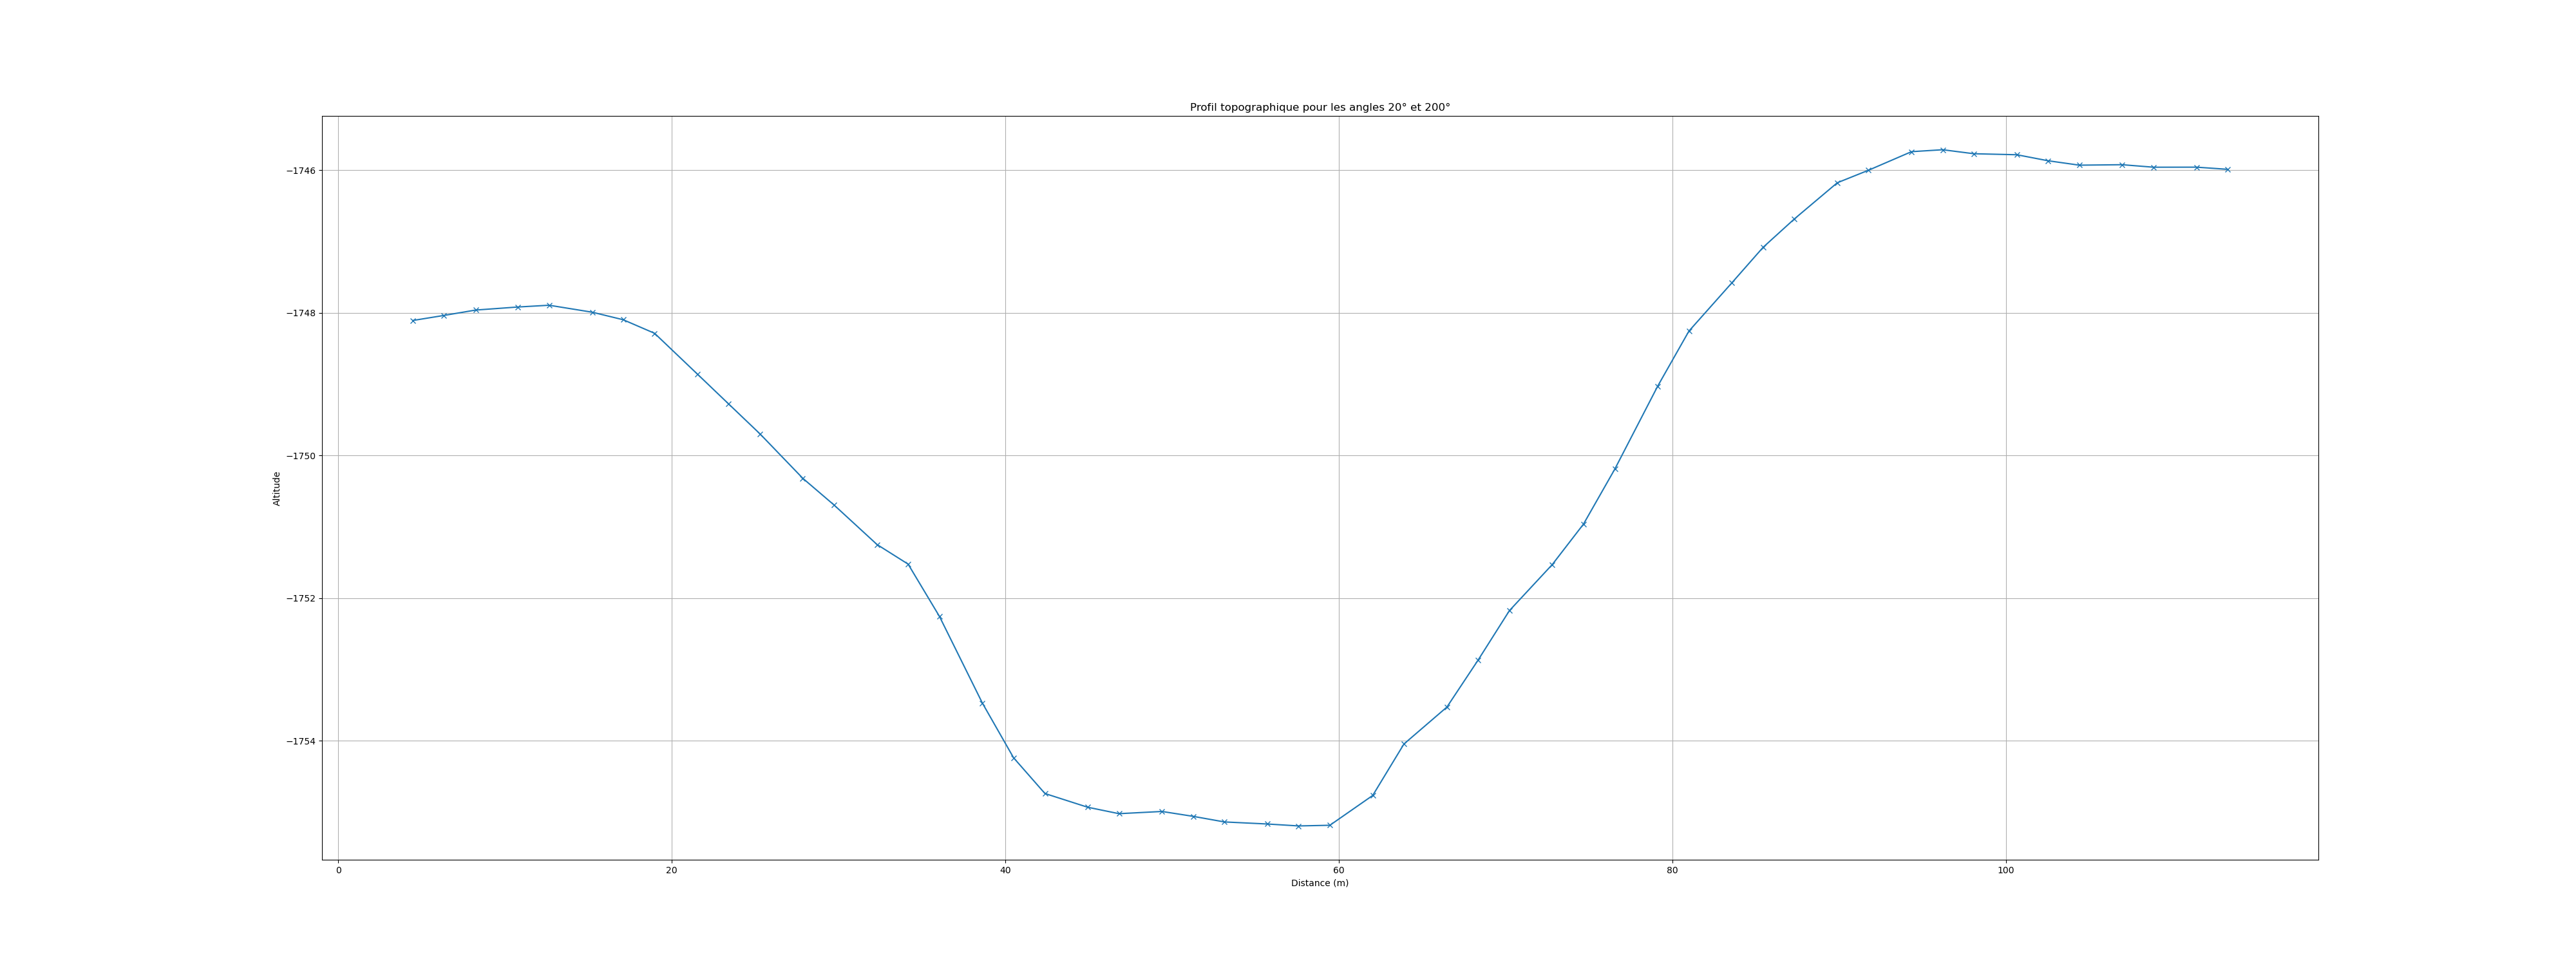 Profil topographique pour les angles 20° et 200°
−1746
−1748
−1750
−1752
−1754
Altitude
0 20 40 60 80 100
Distance (m)